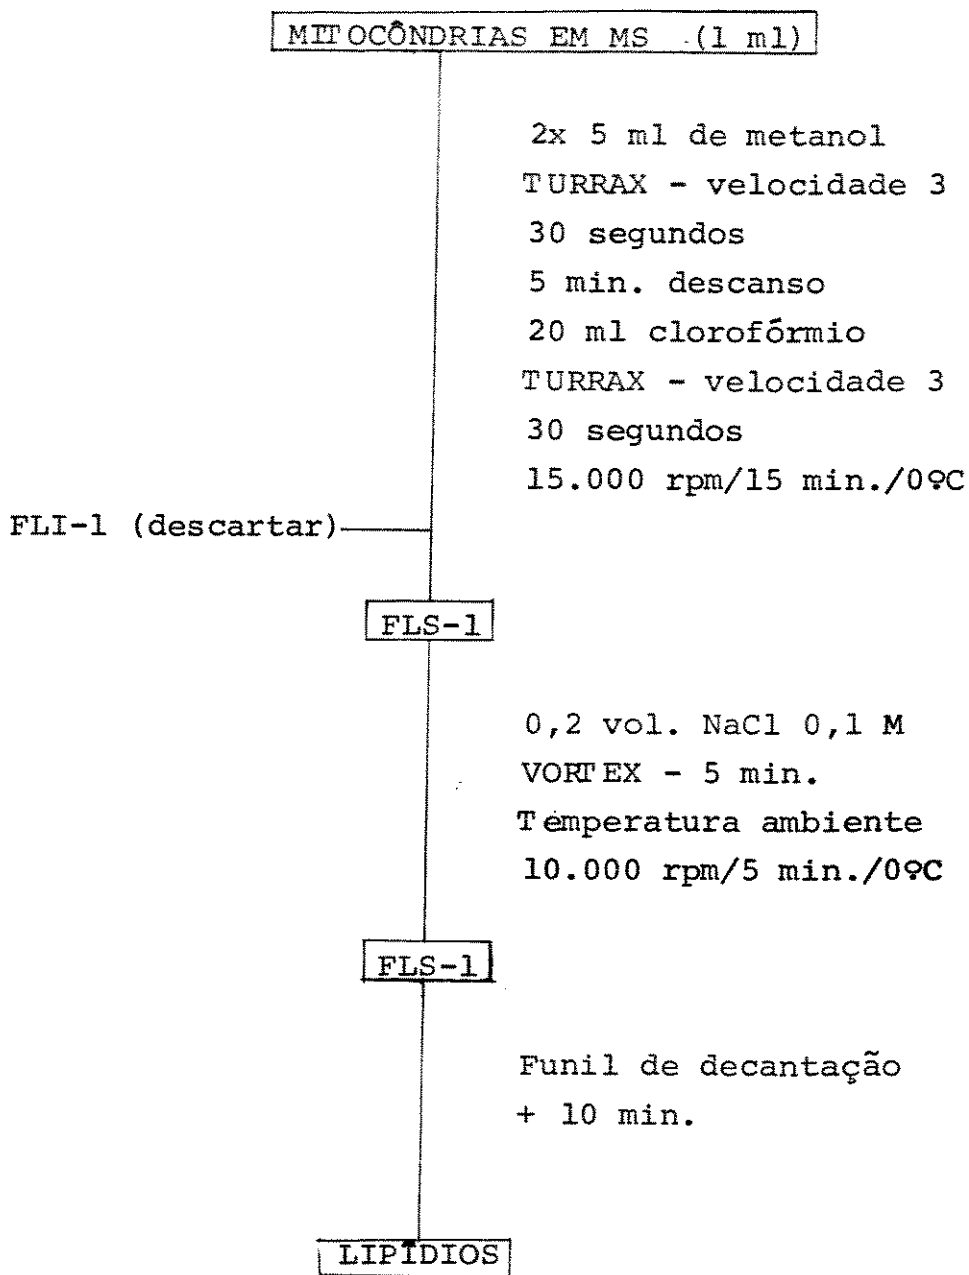 MITOCÔNDRIAS EM MS (1 ml)
2x 5 ml de metanol
TURRAX - velocidade 3
30 segundos
5 min. descanso
20 ml clorofórmio
TURRAX - velocidade 3
30 segundos
15.000 rpm/15 min./0ºC
FLI-1 (descartar)
FLS-1
0,2 vol. NaCl 0,1 M
VORTEX - 5 min.
Temperatura ambiente
10.000 rpm/5 min./0ºC
FLS-1
Funil de decantação
+ 10 min.
LIPÍDIOS